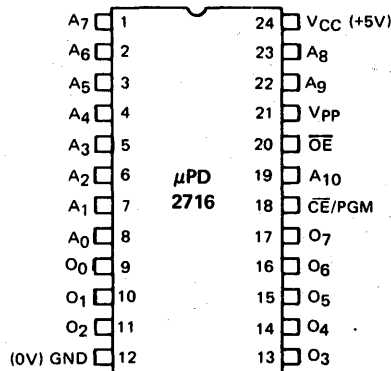 A7 1 24 VCC (+5V)
A6 2 23 A8
A5 3 22 A9
A4 4 21 VPP
A3 5 20 O̅E̅
A2 6 μPD 19 A10
A1 7 2716 18 C̅E̅/PGM
A0 8 17 O7
O0 9 16 O6
O1 10 15 O5
O2 11 14 O4
(0V) GND 12 13 O3